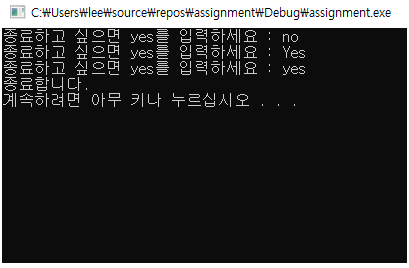 C:₩Users₩lee₩source₩repos₩assignment₩Debug₩assignment.exe
종료하고 싶으면 yes를 입력하세요 : no
종료하고 싶으면 yes를 입력하세요 : Yes
종료하고 싶으면 yes를 입력하세요 : yes
종료합니다.
계속하려면 아무 키나 누르십시오 . . .